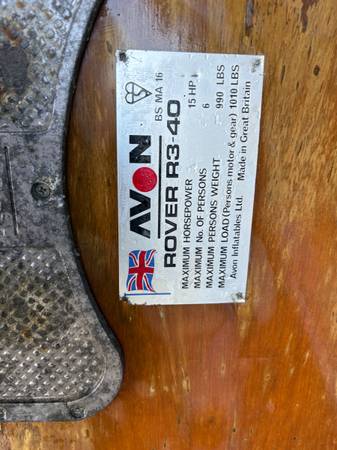 BS MA 16
AVON
ROVER R3-40
MAXIMUM HORSEPOWER 15 HP
MAXIMUM No. OF PERSONS 6
MAXIMUM PERSONS WEIGHT 990 LBS
MAXIMUM LOAD (Persons motor & gear) 1010 LBS
Avon Inflatables Ltd. Made in Great Britain